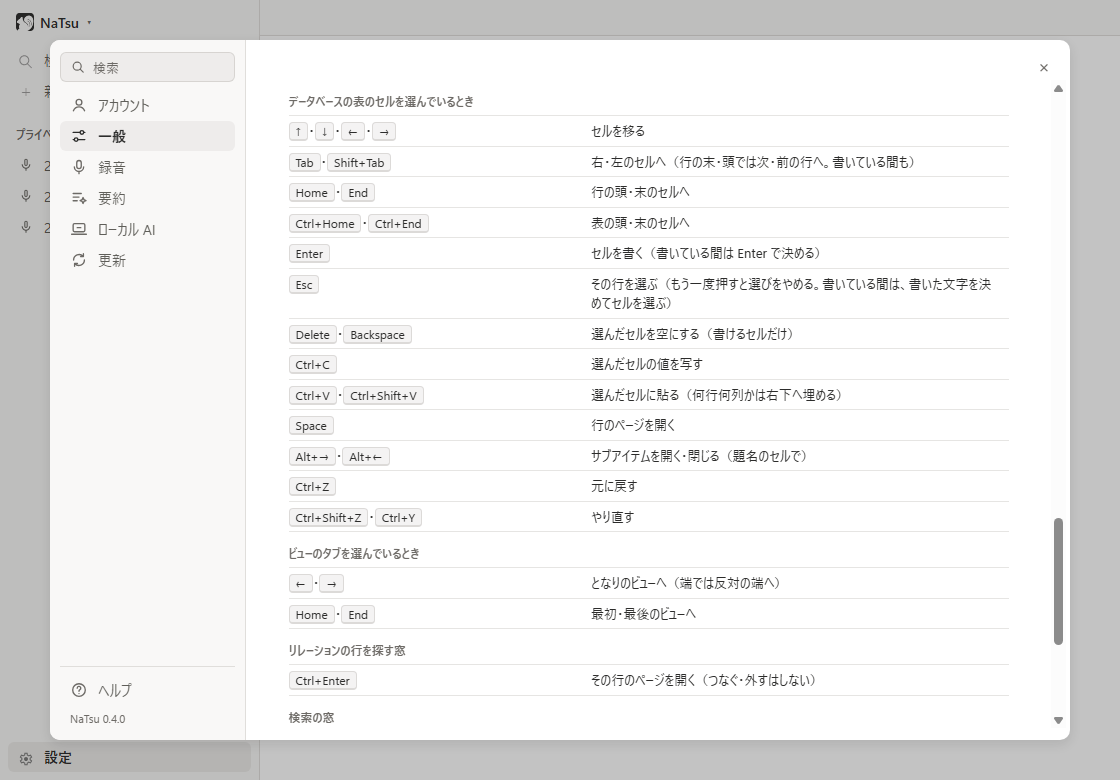 NaTsu
検索
アカウント
一般
録音
要約
ローカル AI
更新
ヘルプ
NaTsu 0.4.0
設定
プライベ
2
2
2
×
データベースの表のセルを選んでいるとき
↑・↓・←・→ セルを移る
Tab・Shift+Tab 右・左のセルへ（行の末・頭では次・前の行へ。書いている間も）
Home・End 行の頭・末のセルへ
Ctrl+Home・Ctrl+End 表の頭・末のセルへ
Enter セルを書く（書いている間は Enter で決める）
Esc その行を選ぶ（もう一度押すと選びをやめる。書いている間は、書いた文字を決
めてセルを選ぶ）
Delete・Backspace 選んだセルを空にする（書けるセルだけ）
Ctrl+C 選んだセルの値を写す
Ctrl+V・Ctrl+Shift+V 選んだセルに貼る（何行何列かは右下へ埋める）
Space 行のページを開く
Alt+→・Alt+← サブアイテムを開く・閉じる（題名のセルで）
Ctrl+Z 元に戻す
Ctrl+Shift+Z・Ctrl+Y やり直す
ビューのタブを選んでいるとき
←・→ となりのビューへ（端では反対の端へ）
Home・End 最初・最後のビューへ
リレーションの行を探す窓
Ctrl+Enter その行のページを開く（つなぐ・外すはしない）
検索の窓